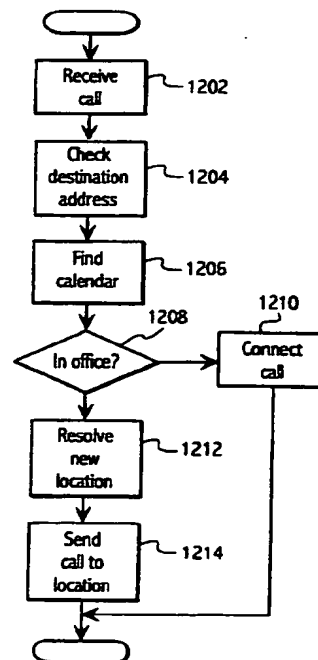 Receive
call
1202
Check
destination
address
1204
Find
calendar
1206
1208
In office?
1210
Connect
call
Resolve
new
location
1212
Send
call to
location
1214